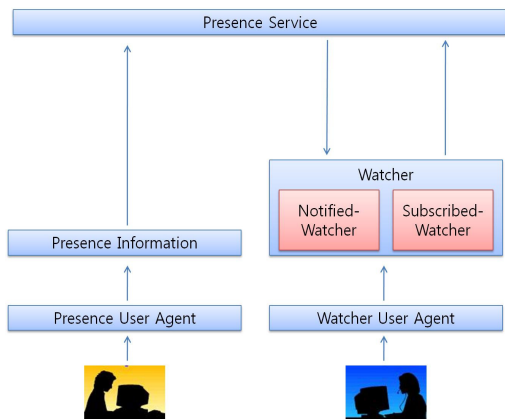 Presence Service
Watcher
Notified-
Watcher
Subscribed-
Watcher
Presence Information
Presence User Agent
Watcher User Agent